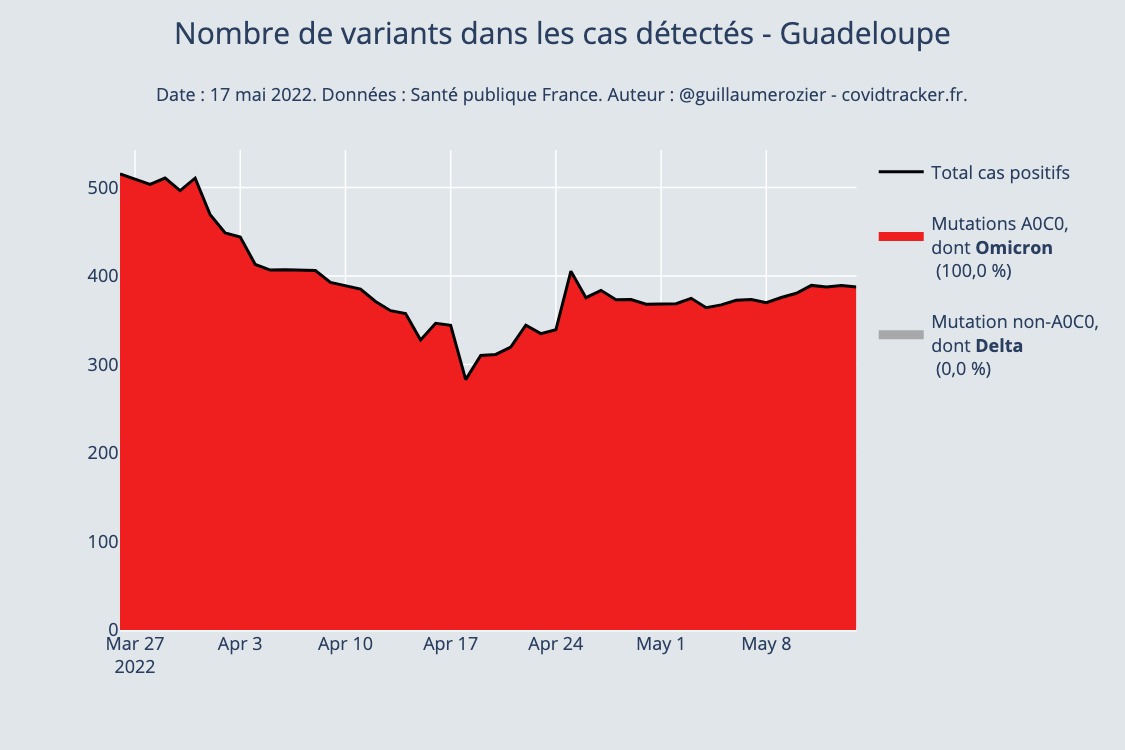 Nombre de variants dans les cas détectés - Guadeloupe
Date : 17 mai 2022. Données : Santé publique France. Auteur : @guillaumerozier - covidtracker.fr.
500
400
300
200
100
0
Mar 27
2022
Apr 3
Apr 10
Apr 17
Apr 24
May 1
May 8
Total cas positifs
Mutations A0C0,
dont Omicron
(100,0 %)
Mutation non-A0C0,
dont Delta
(0,0 %)